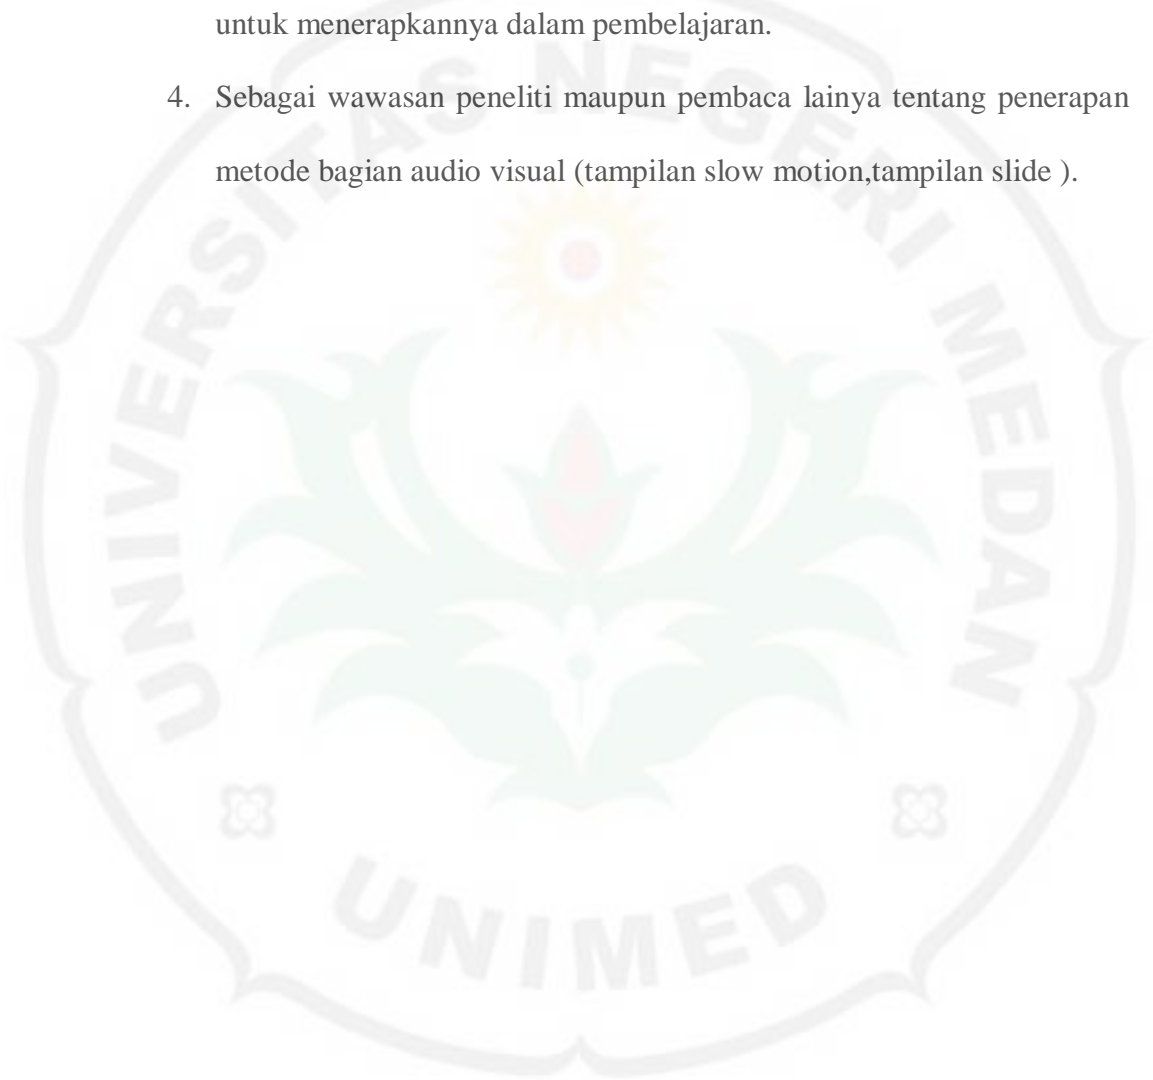 untuk menerapkannya dalam pembelajaran.
4. Sebagai wawasan peneliti maupun pembaca lainya tentang penerapan
metode bagian audio visual (tampilan slow motion,tampilan slide ).
UNIVERSITAS NEGERI MEDAN
UNIMED